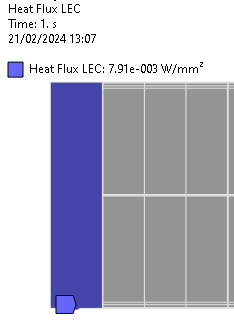 Heat Flux LEC
Time: 1. s
21/02/2024 13:07
Heat Flux LEC: 7.91e-003 W/mm²